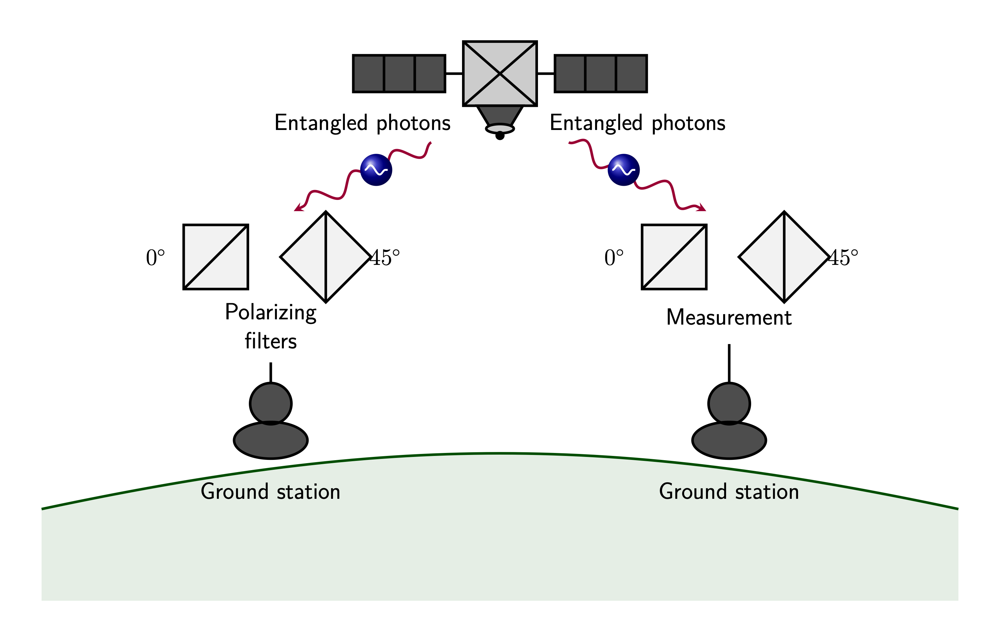 Entangled photons
Entangled photons
0°
45°
0°
45°
Polarizing
filters
Measurement
Ground station
Ground station